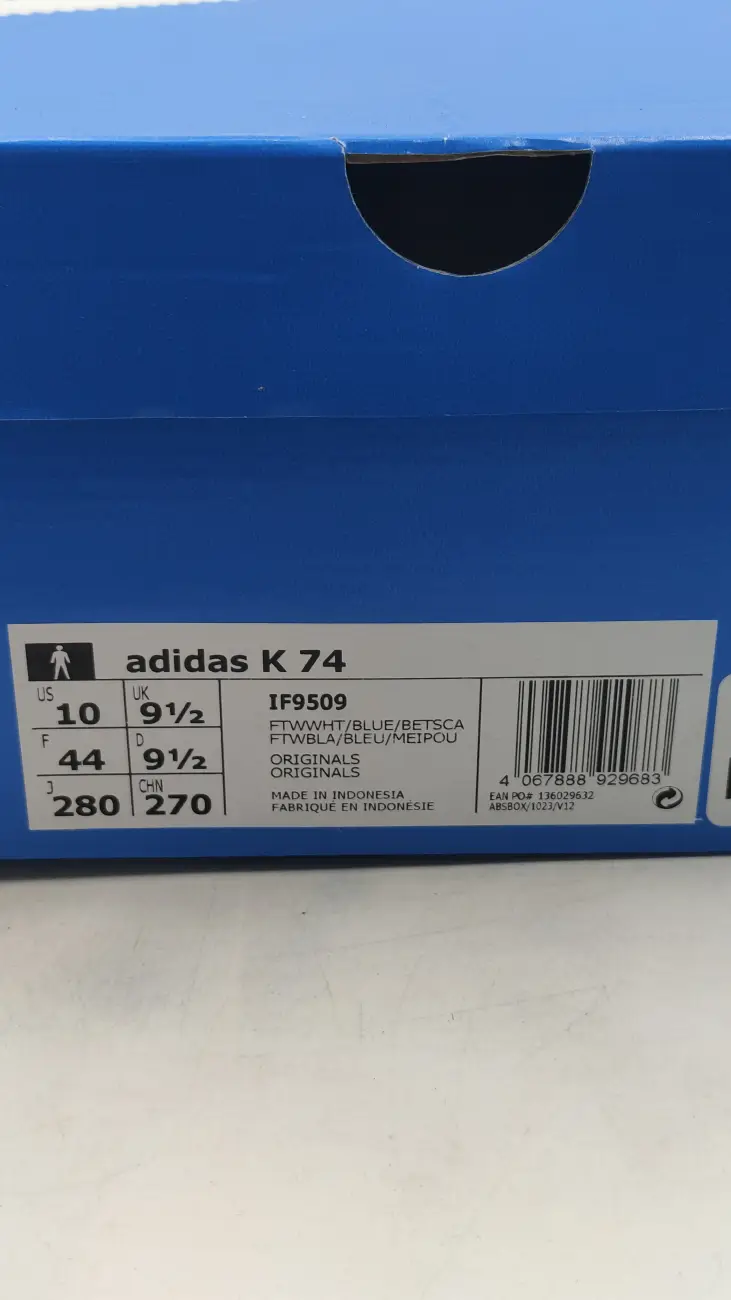 adidas K 74
US 10 UK 9½
F 44 D 9½
J 280 CHN 270
IF9509
FTWWHT/BLUE/BETSCA
FTWBLA/BLEU/MEIPOU
ORIGINALS
ORIGINALS
MADE IN INDONESIA
FABRIQUÉ EN INDONÉSIE
4 067888 929683
EAN PO# 136029632
ABSBOX/1023/V12